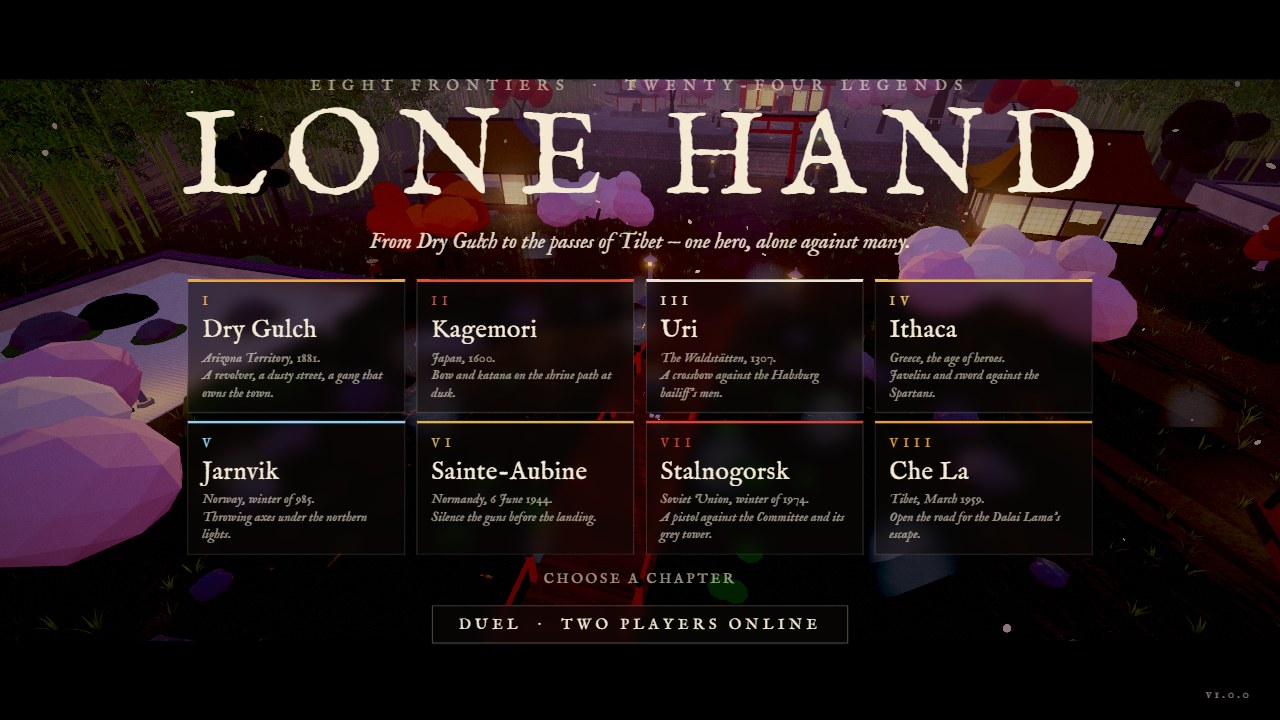 EIGHT FRONTIERS · TWENTY-FOUR LEGENDS
LONE HAND
From Dry Gulch to the passes of Tibet — one hero, alone against many.
I
Dry Gulch
Arizona Territory, 1881.
A revolver, a dusty street, a gang that
owns the town.
II
Kagemori
Japan, 1600.
Bow and katana on the shrine path at
dusk.
III
Uri
The Waldstätten, 1307.
A crossbow against the Habsburg
bailiff's men.
IV
Ithaca
Greece, the age of heroes.
Javelins and sword against the
Spartans.
V
Jarnvik
Norway, winter of 985.
Throwing axes under the northern
lights.
VI
Sainte-Aubine
Normandy, 6 June 1944.
Silence the guns before the landing.
VII
Stalnogorsk
Soviet Union, winter of 1974.
A pistol against the Committee and its
grey tower.
VIII
Che La
Tibet, March 1959.
Open the road for the Dalai Lama's
escape.
CHOOSE A CHAPTER
DUEL · TWO PLAYERS ONLINE
V1.0.0